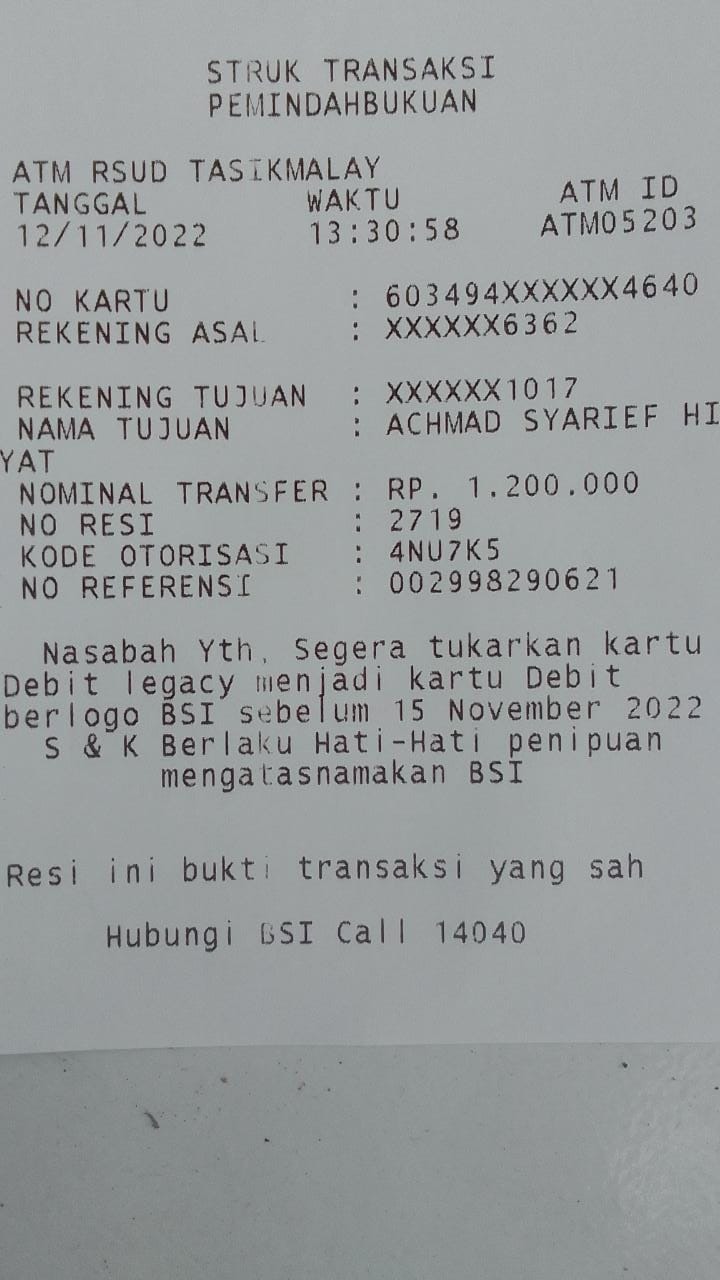 STRUK TRANSAKSI
PEMINDAHBUKUAN
ATM RSUD TASIKMALAY
TANGGAL WAKTU ATM ID
12/11/2022 13:30:58 ATM05203
NO KARTU : 603494XXXXXX4640
REKENING ASAL : XXXXXX6362
REKENING TUJUAN : XXXXXX1017
NAMA TUJUAN : ACHMAD SYARIEF HI
YAT
NOMINAL TRANSFER : RP. 1.200.000
NO RESI : 2719
KODE OTORISASI : 4NU7K5
NO REFERENSI : 002998290621
Nasabah Yth, Segera tukarkan kartu
Debit legacy menjadi kartu Debit
berlogo BSI sebelum 15 November 2022
S & K Berlaku Hati-Hati penipuan
mengatasnamakan BSI
Resi ini bukti transaksi yang sah
Hubungi BSI Call 14040